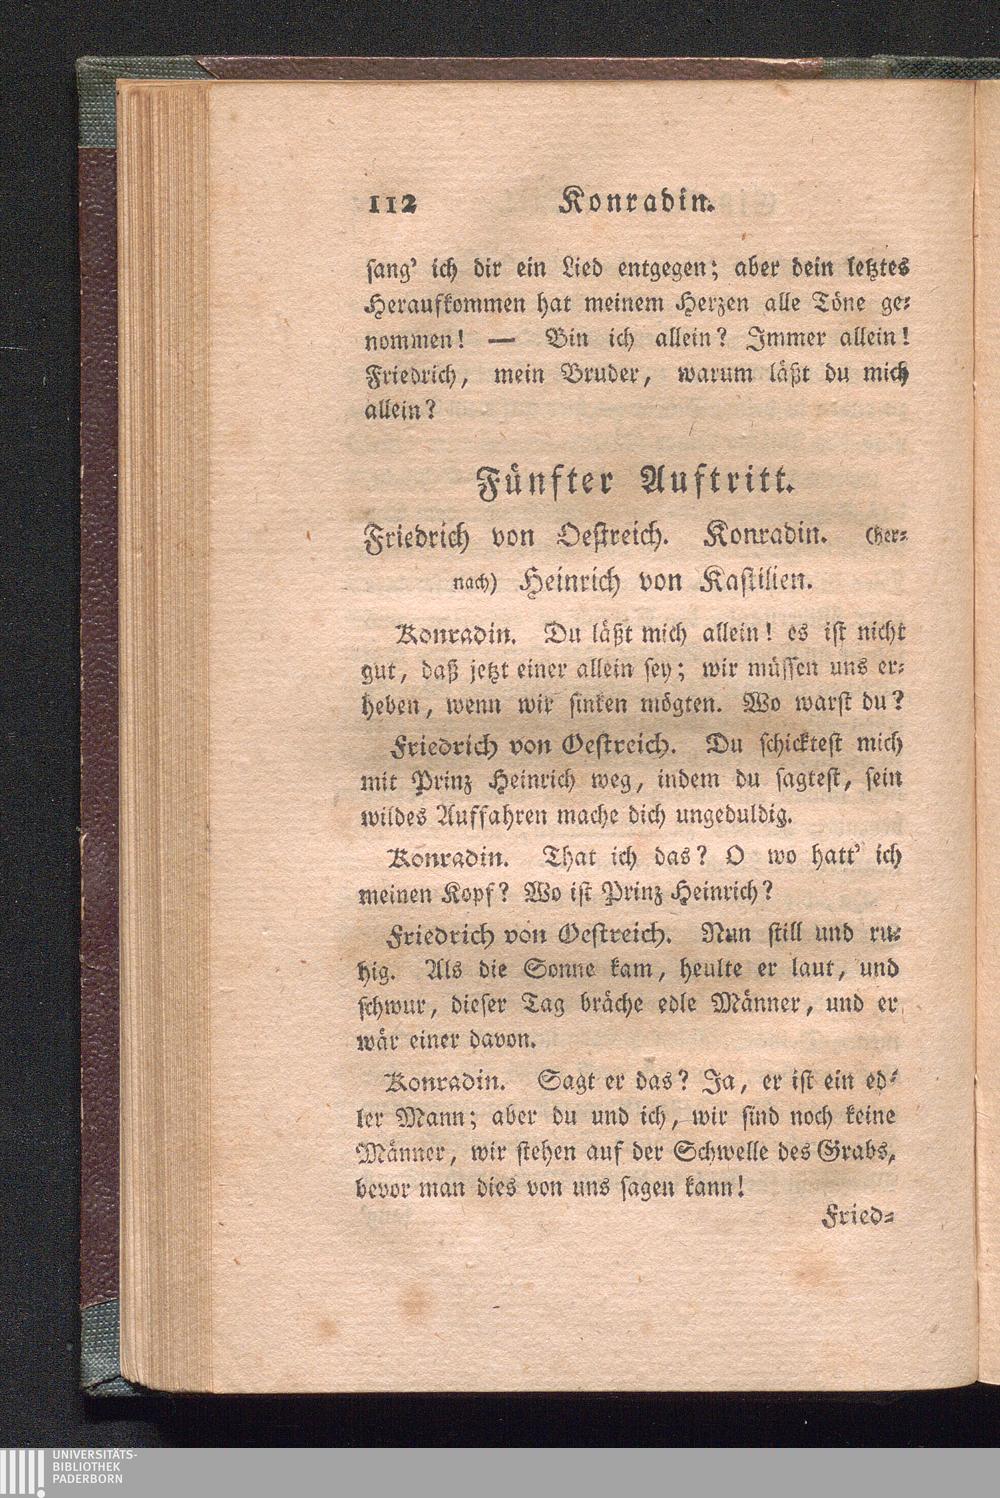 112 Konradin.
sang' ich dir ein Lied entgegen; aber dein letztes
Heraufkommen hat meinem Herzen alle Töne ge-
nommen! — Bin ich allein? Immer allein!
Friedrich, mein Bruder, warum läßt du mich
allein?
Fünfter Auftritt.
Friedrich von Oestreich. Konradin. (her-
nach) Heinrich von Kastilien.
Konradin. Du läßt mich allein! es ist nicht
gut, daß jetzt einer allein sey; wir müssen uns er-
heben, wenn wir sinken mögten. Wo warst du?
Friedrich von Oestreich. Du schicktest mich
mit Prinz Heinrich weg, indem du sagtest, sein
wildes Auffahren mache dich ungeduldig.
Konradin. That ich das? O wo hatt' ich
meinen Kopf? Wo ist Prinz Heinrich?
Friedrich von Oestreich. Nun still und ru-
hig. Als die Sonne kam, heulte er laut, und
schwur, dieser Tag bräche edle Männer, und er
wär einer davon.
Konradin. Sagt er das? Ja, er ist ein ed-
ler Mann; aber du und ich, wir sind noch keine
Männer, wir stehen auf der Schwelle des Grabs,
bevor man dies von uns sagen kann!
Fried-
UNIVERSITÄTS-
BIBLIOTHEK
PADERBORN